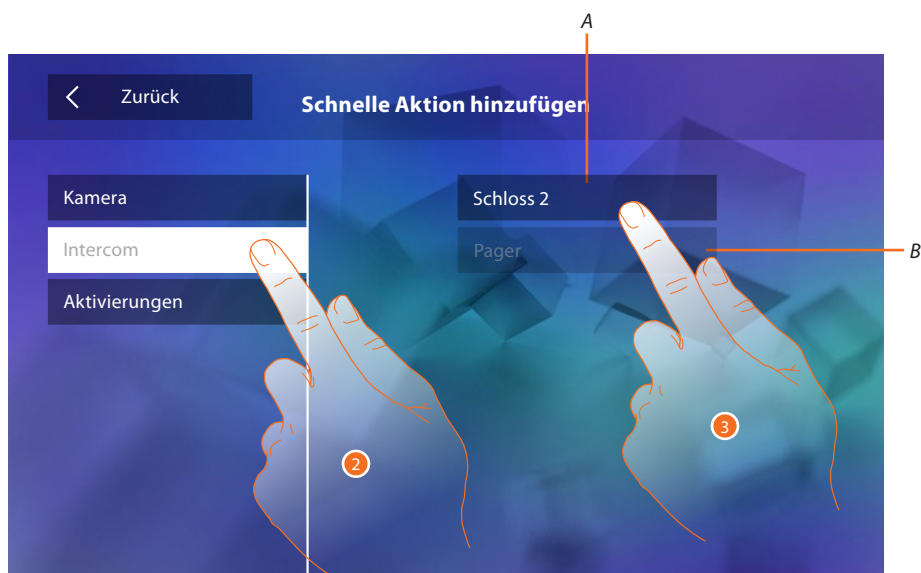 A
Zurück
Schnelle Aktion hinzufügen
Kamera
Schloss 2
Intercom
Pager
B
Aktivierungen
3
2